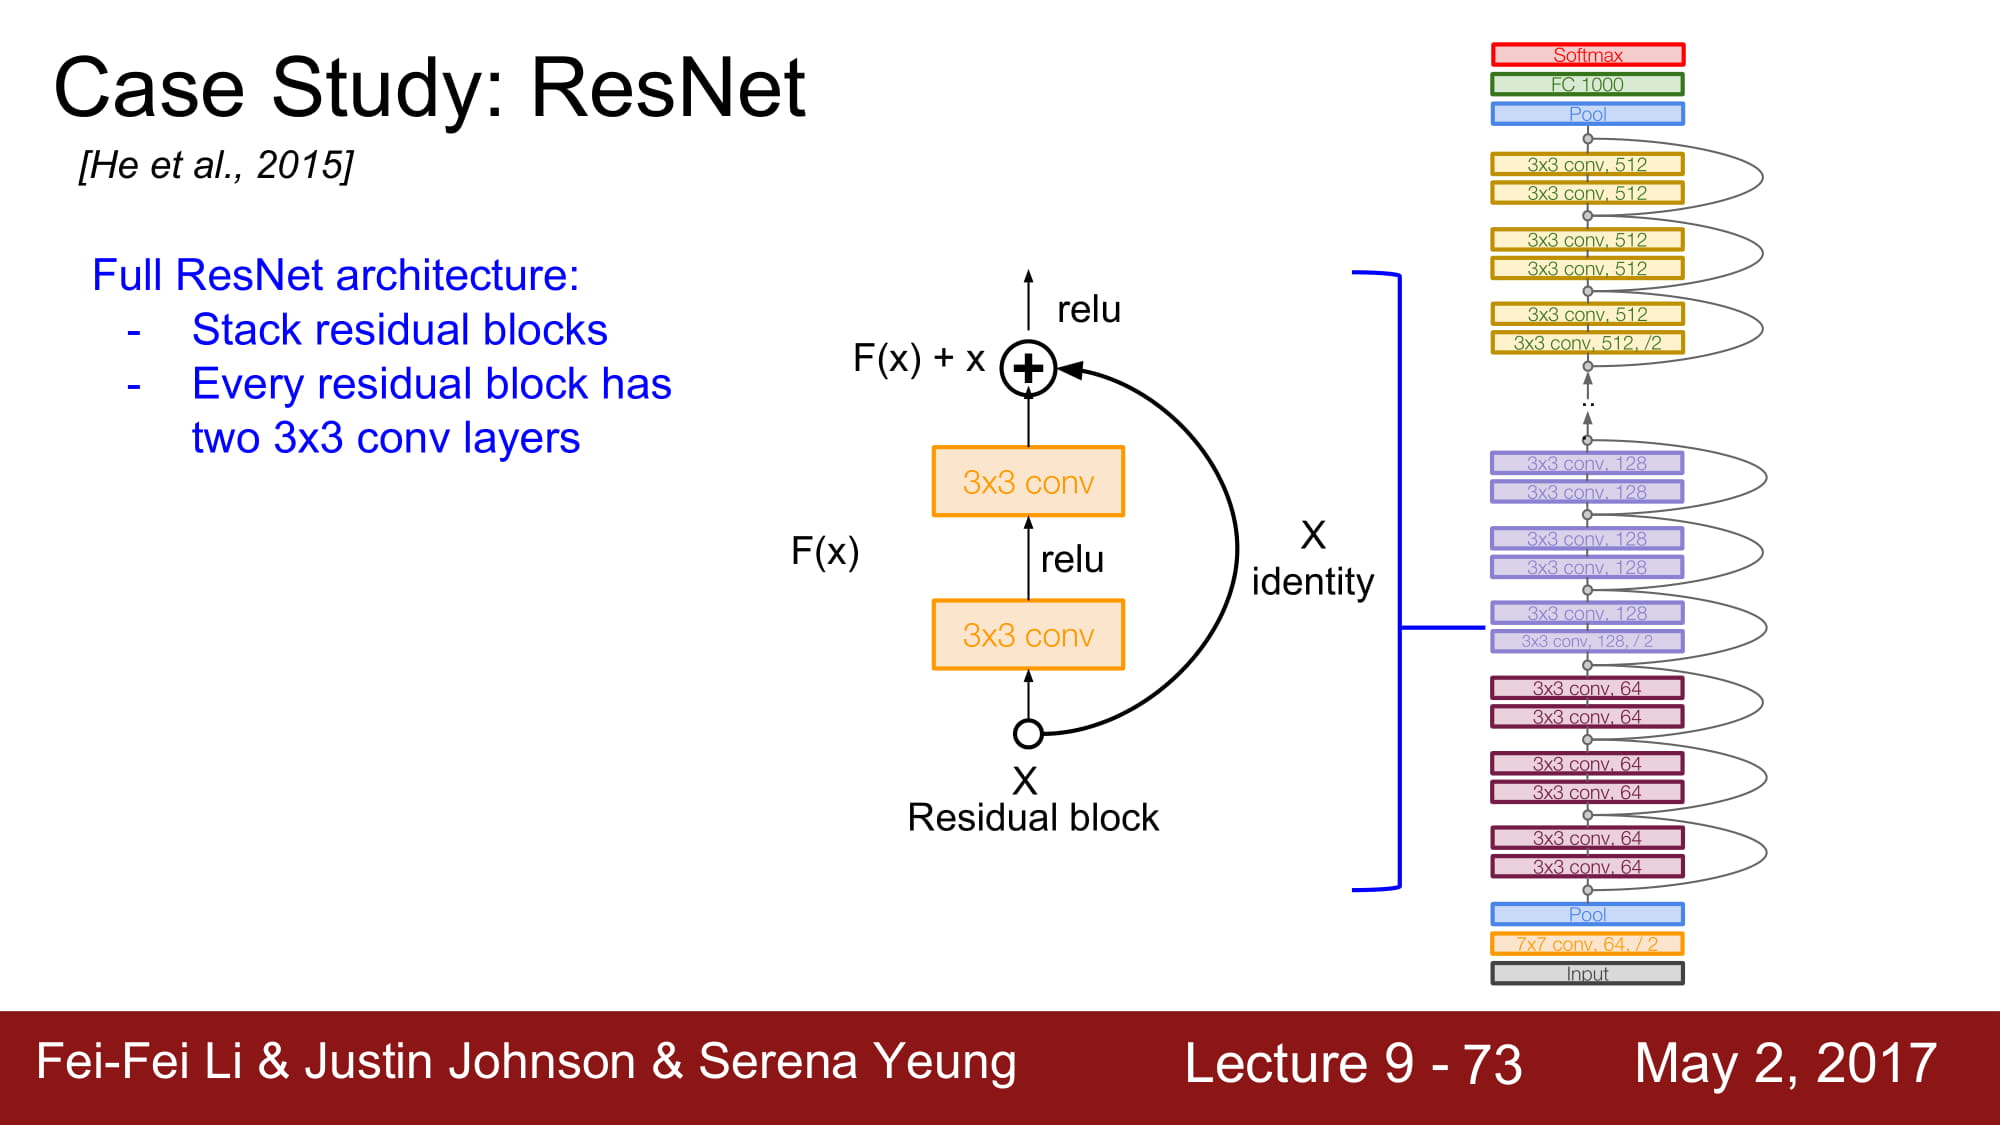 Case Study: ResNet
[He et al., 2015]
Full ResNet architecture:
- Stack residual blocks
- Every residual block has
two 3x3 conv layers
relu
F(x) + x
3x3 conv
F(x)
relu
X
identity
3x3 conv
X
Residual block
Softmax
FC 1000
Pool
3x3 conv, 512
3x3 conv, 512
3x3 conv, 512
3x3 conv, 512
3x3 conv, 512
3x3 conv, 512, /2
..
3x3 conv, 128
3x3 conv, 128
3x3 conv, 128
3x3 conv, 128
3x3 conv, 128
3x3 conv, 128, / 2
3x3 conv, 64
3x3 conv, 64
3x3 conv, 64
3x3 conv, 64
3x3 conv, 64
3x3 conv, 64
Pool
7x7 conv, 64, / 2
Input
Fei-Fei Li & Justin Johnson & Serena Yeung
Lecture 9 - 73
May 2, 2017